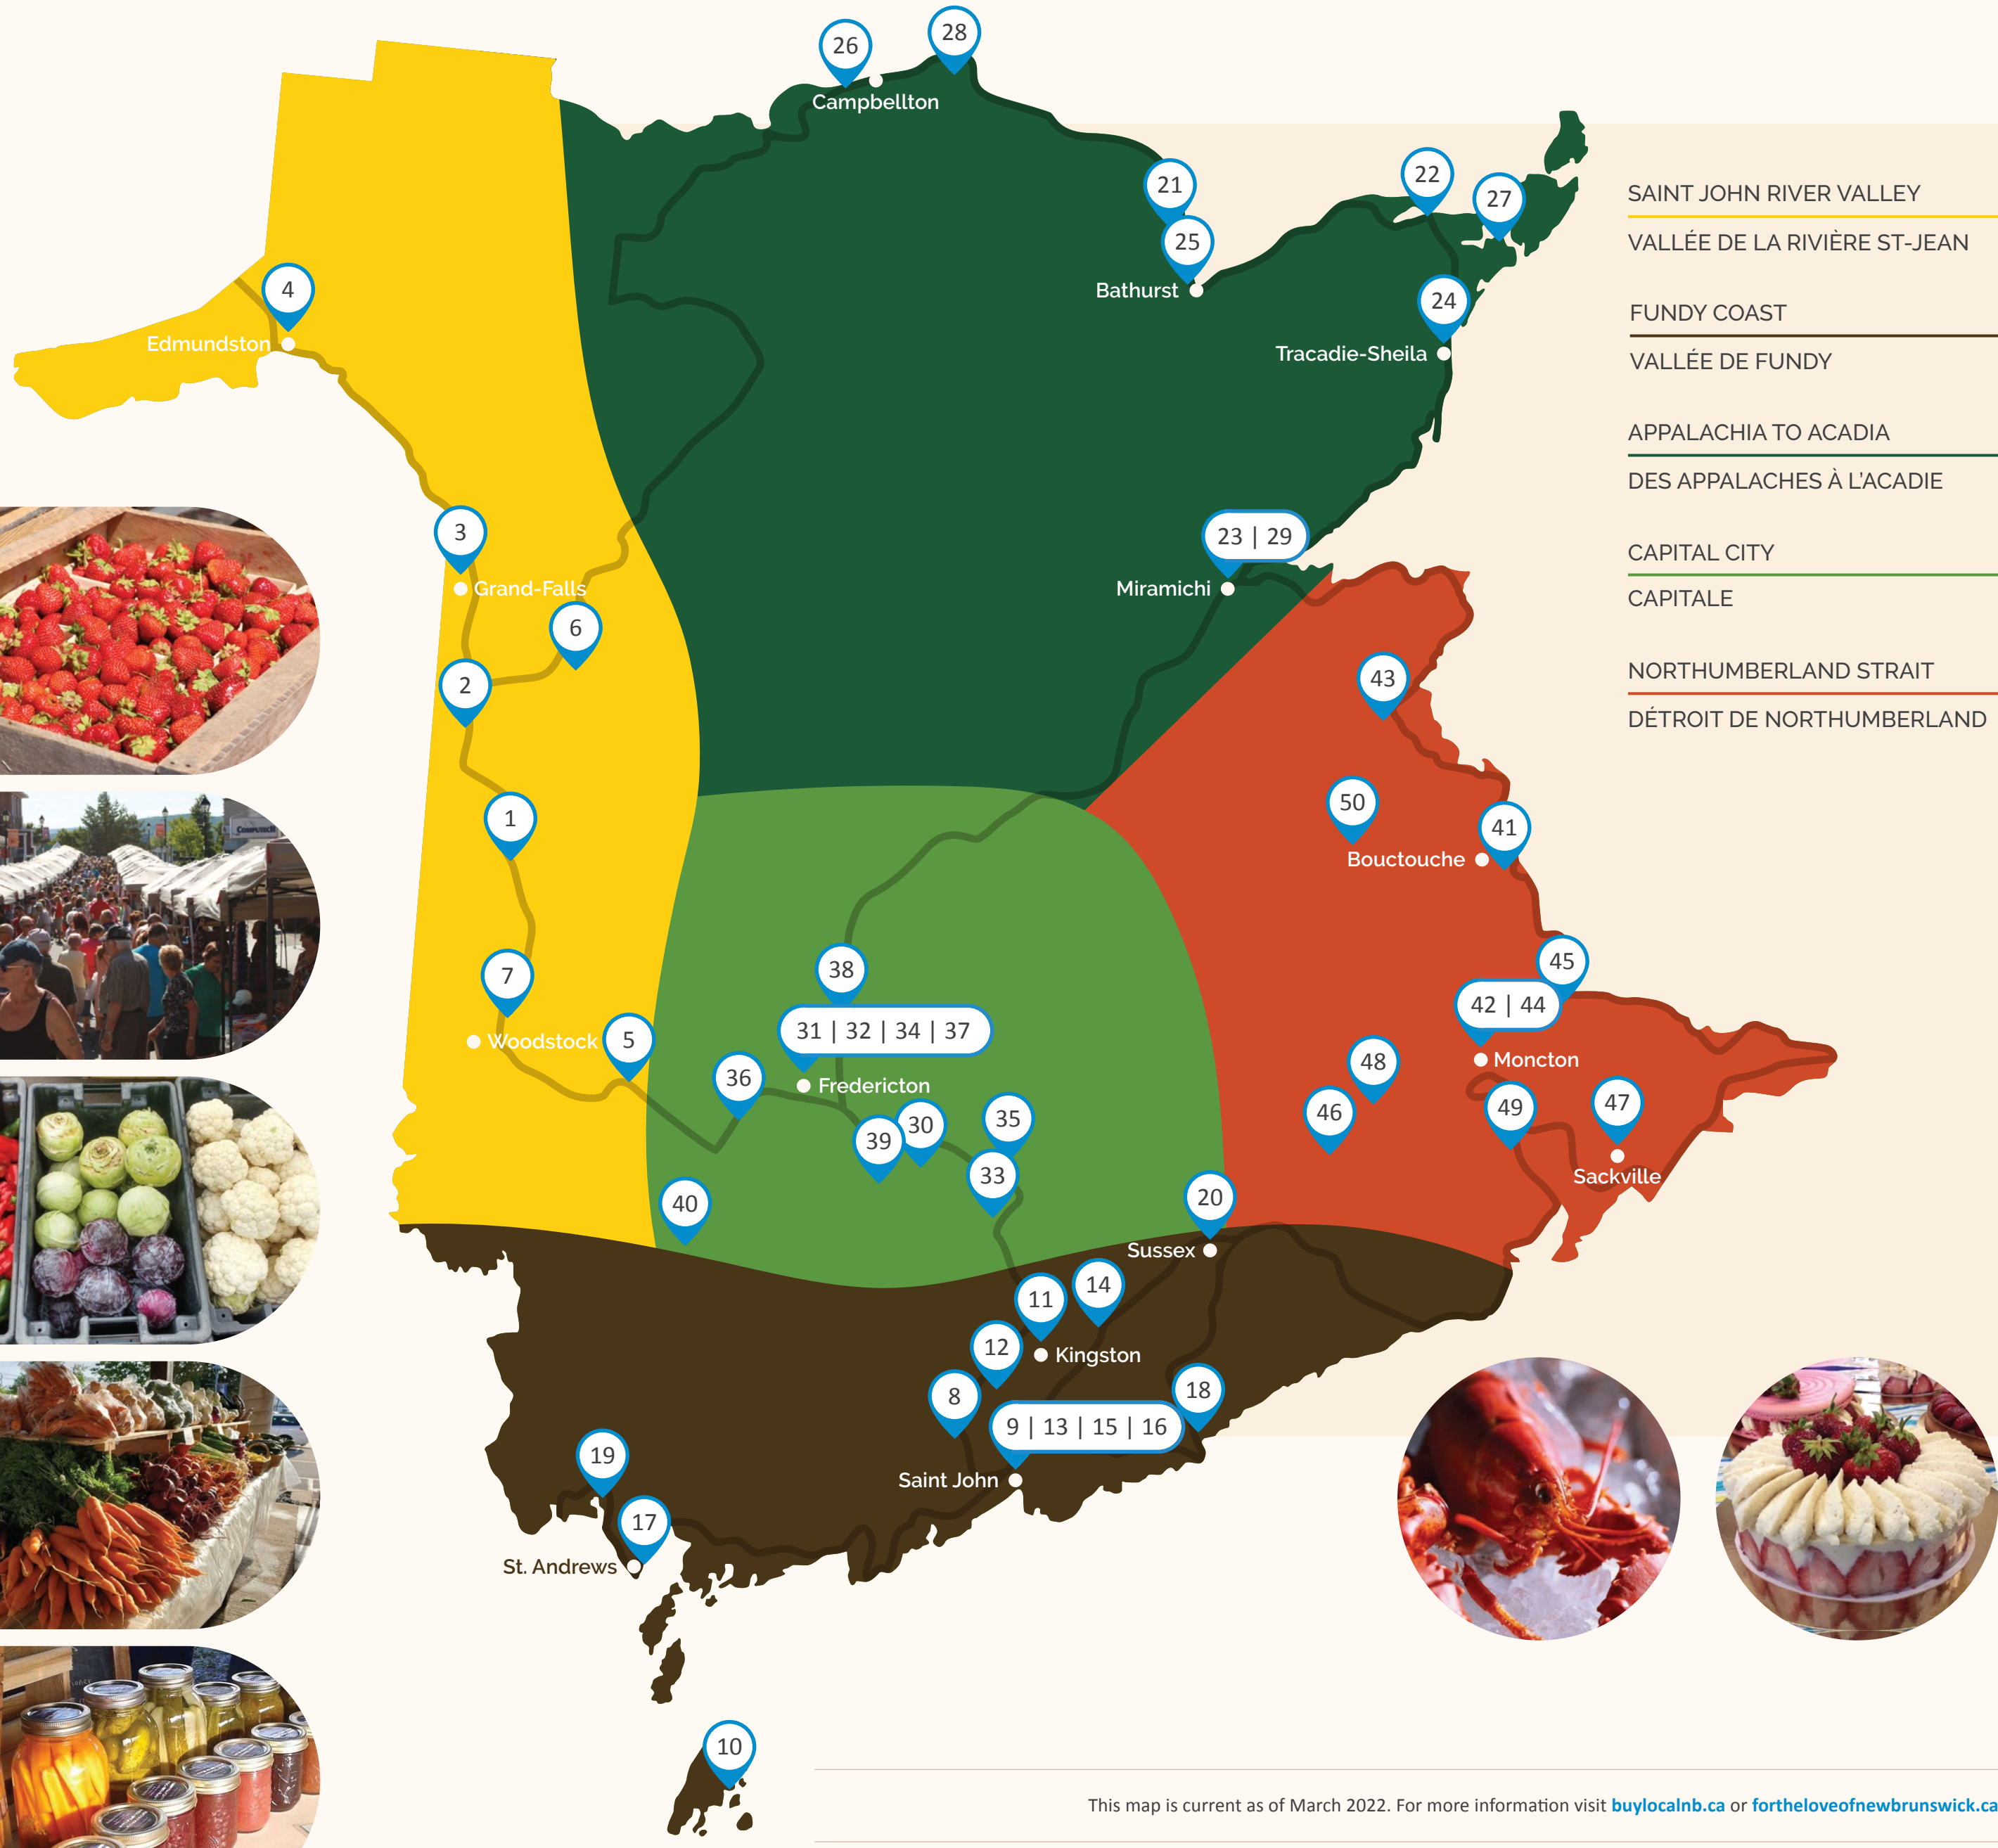 26
28
Campbellton
21
22
27
25
Bathurst
24
Tracadie-Sheila
4
Edmundston
3
Grand-Falls
6
2
23 | 29
Miramichi
43
1
50
41
Bouctouche
7
Woodstock
5
38
31 | 32 | 34 | 37
36
Fredericton
39
30
35
33
40
45
42 | 44
Moncton
48
46
49
47
Sackville
20
Sussex
11
14
12
Kingston
8
18
9 | 13 | 15 | 16
Saint John
19
17
St. Andrews
10
SAINT JOHN RIVER VALLEY
VALLÉE DE LA RIVIÈRE ST-JEAN
FUNDY COAST
VALLÉE DE FUNDY
APPALACHIA TO ACADIA
DES APPALACHES À L'ACADIE
CAPITAL CITY
CAPITALE
NORTHUMBERLAND STRAIT
DÉTROIT DE NORTHUMBERLAND
This map is current as of March 2022. For more information visit buylocalnb.ca or fortheloveofnewbrunswick.ca